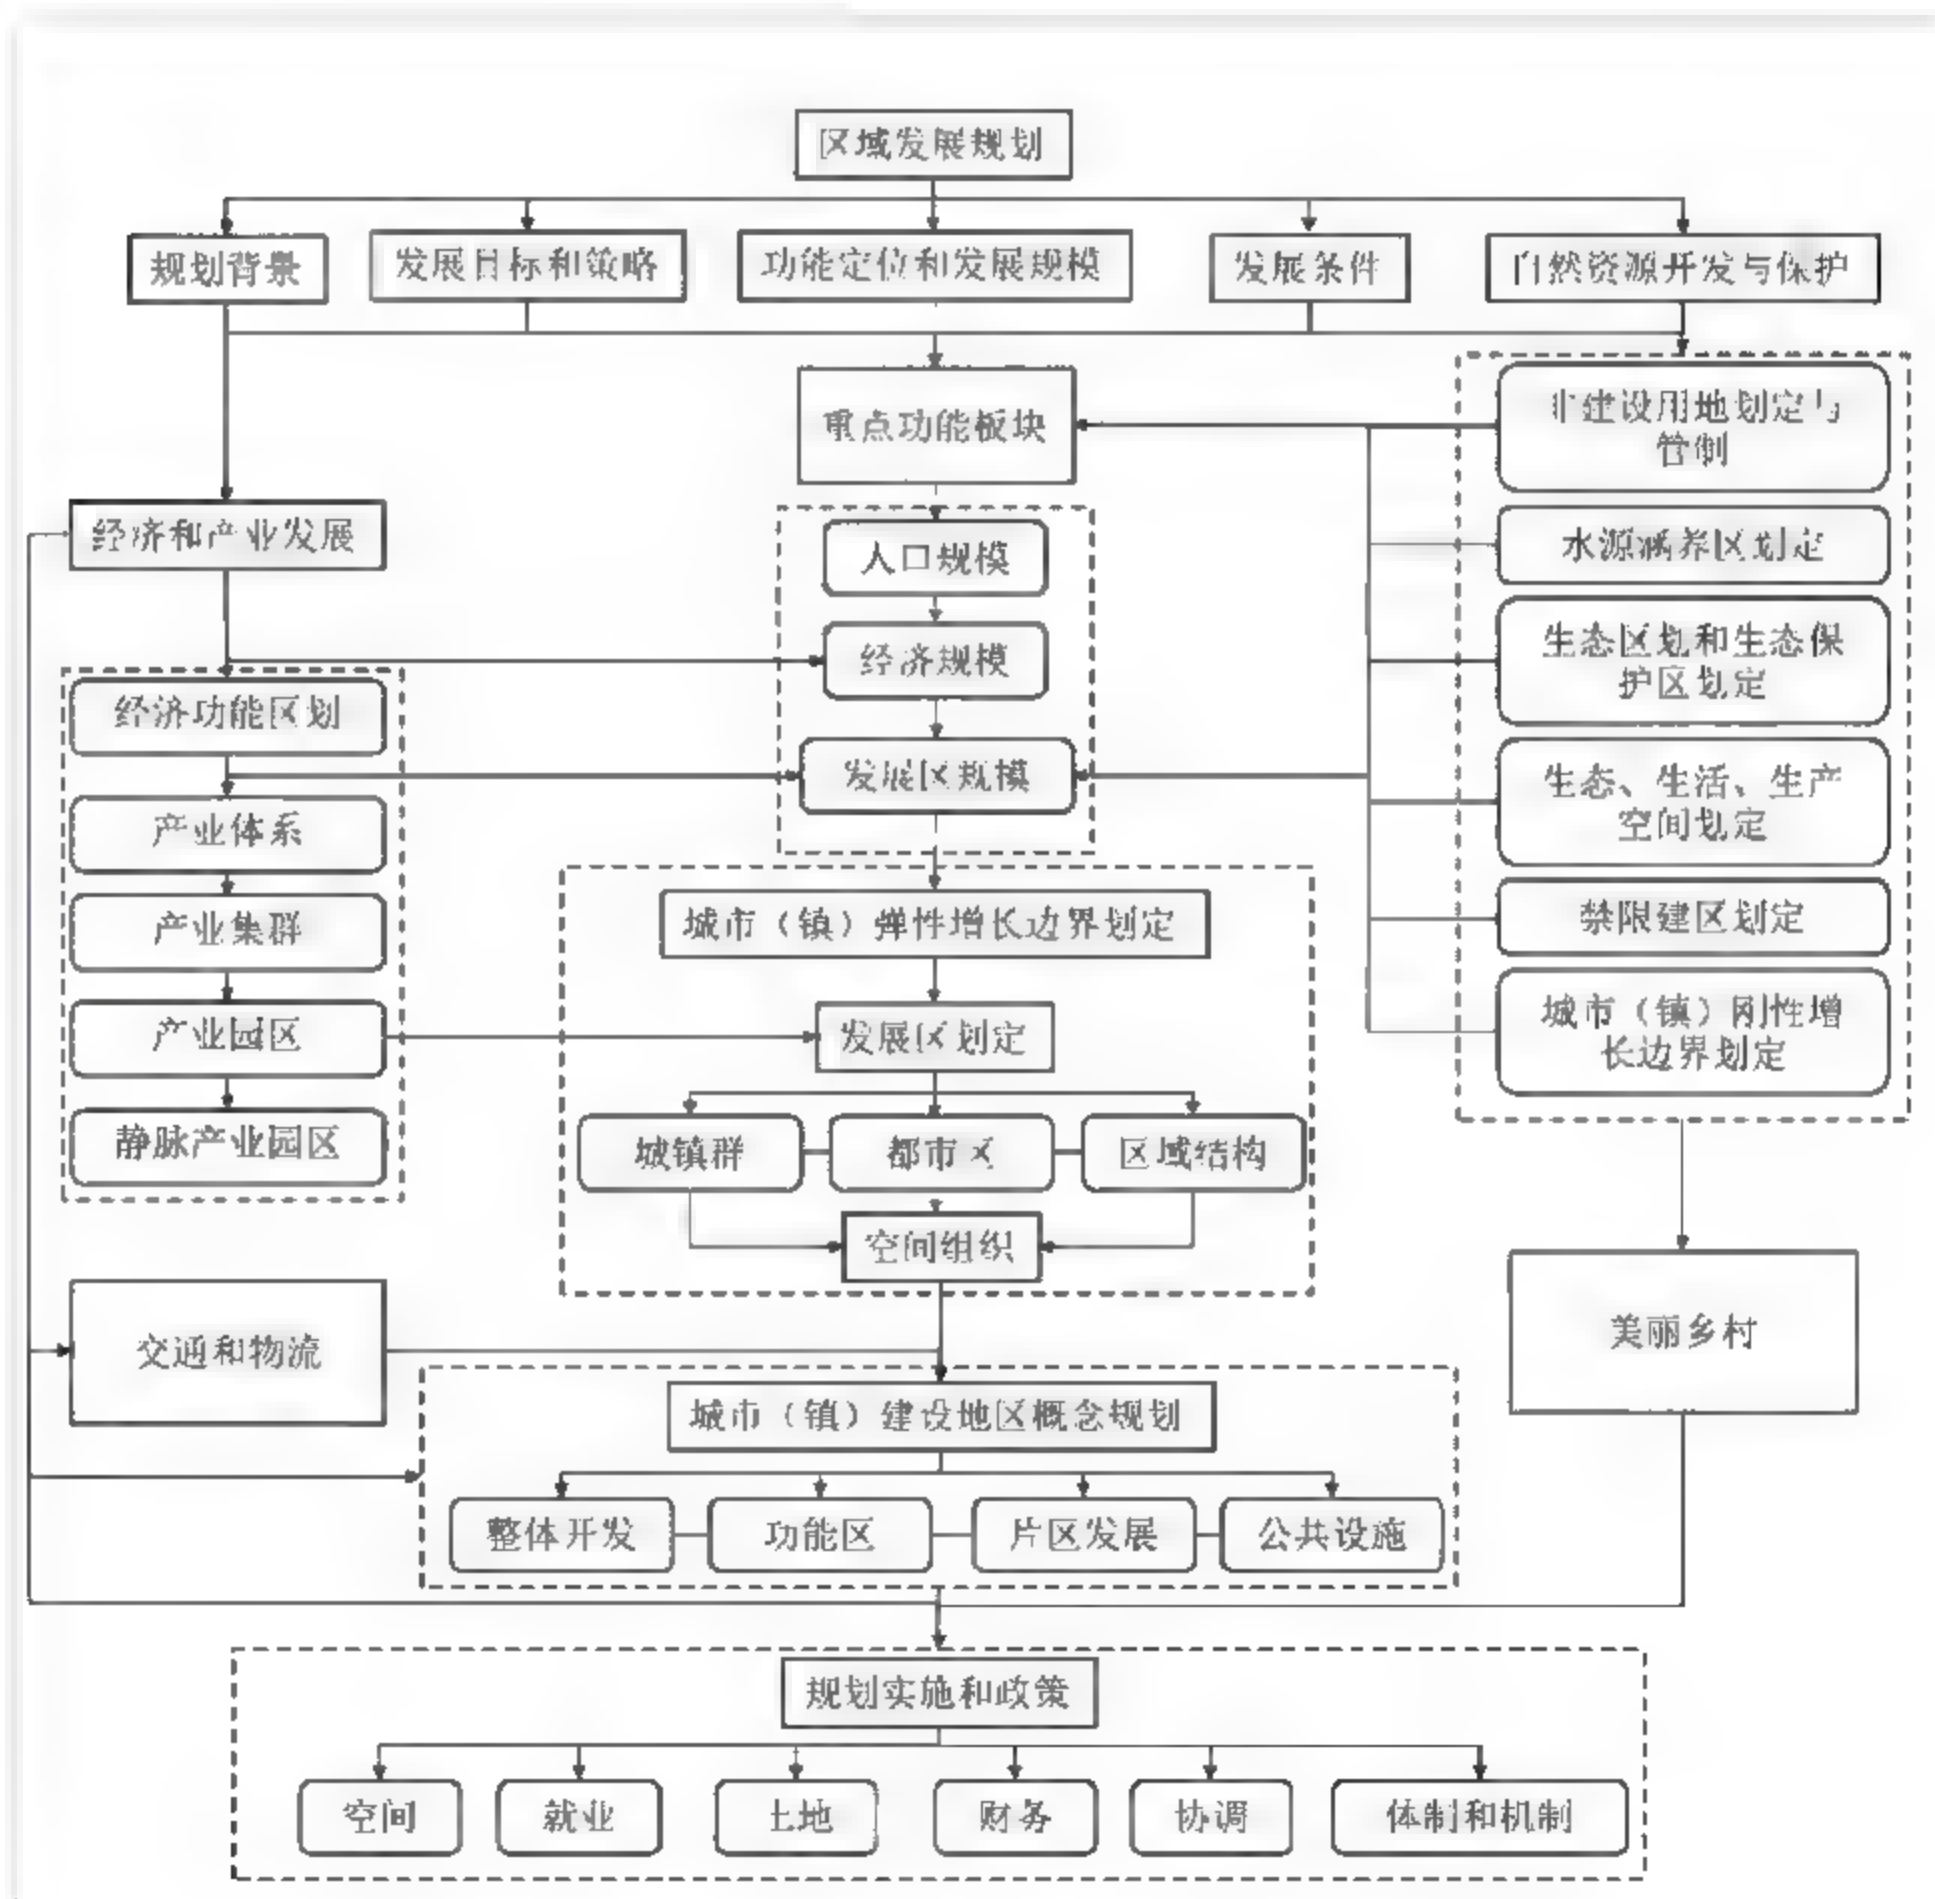 区域发展规划
规划背景
发展目标和策略
功能定位和发展规模
发展条件
自然资源开发与保护
重点功能板块
非建设用地划定与
管制
经济和产业发展
人口规模
水源涵养区划定
经济规模
生态区划和生态保
护区划定
经济功能区划
发展区规模
生态、生活、生产
空间划定
产业体系
产业集群
城市（镇）弹性增长边界划定
禁限建区划定
产业园区
发展区划定
城市（镇）刚性增
长边界划定
静脉产业园区
城镇群
都市区
区域结构
空间组织
交通和物流
美丽乡村
城市（镇）建设地区概念规划
整体开发
功能区
片区发展
公共设施
规划实施和政策
空间
就业
土地
财务
协调
体制和机制